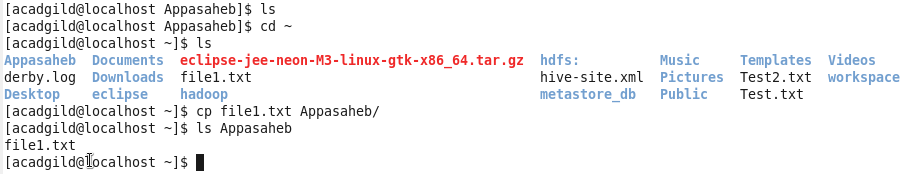 [acadgild@localhost Appasaheb]$ ls
[acadgild@localhost Appasaheb]$ cd ~
[acadgild@localhost ~]$ ls
Appasaheb  Documents  eclipse-jee-neon-M3-linux-gtk-x86_64.tar.gz  hdfs:          Music     Templates  Videos
derby.log  Downloads  file1.txt                                    hive-site.xml  Pictures  Test2.txt  workspace
Desktop    eclipse    hadoop                                       metastore_db   Public    Test.txt
[acadgild@localhost ~]$ cp file1.txt Appasaheb/
[acadgild@localhost ~]$ ls Appasaheb
file1.txt
[acadgild@localhost ~]$